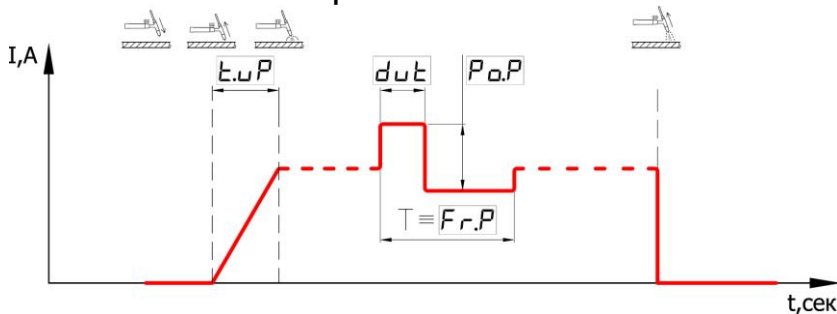 I,A
t.uP
dut
Po.P
T ≡ Fr.P
t,сек